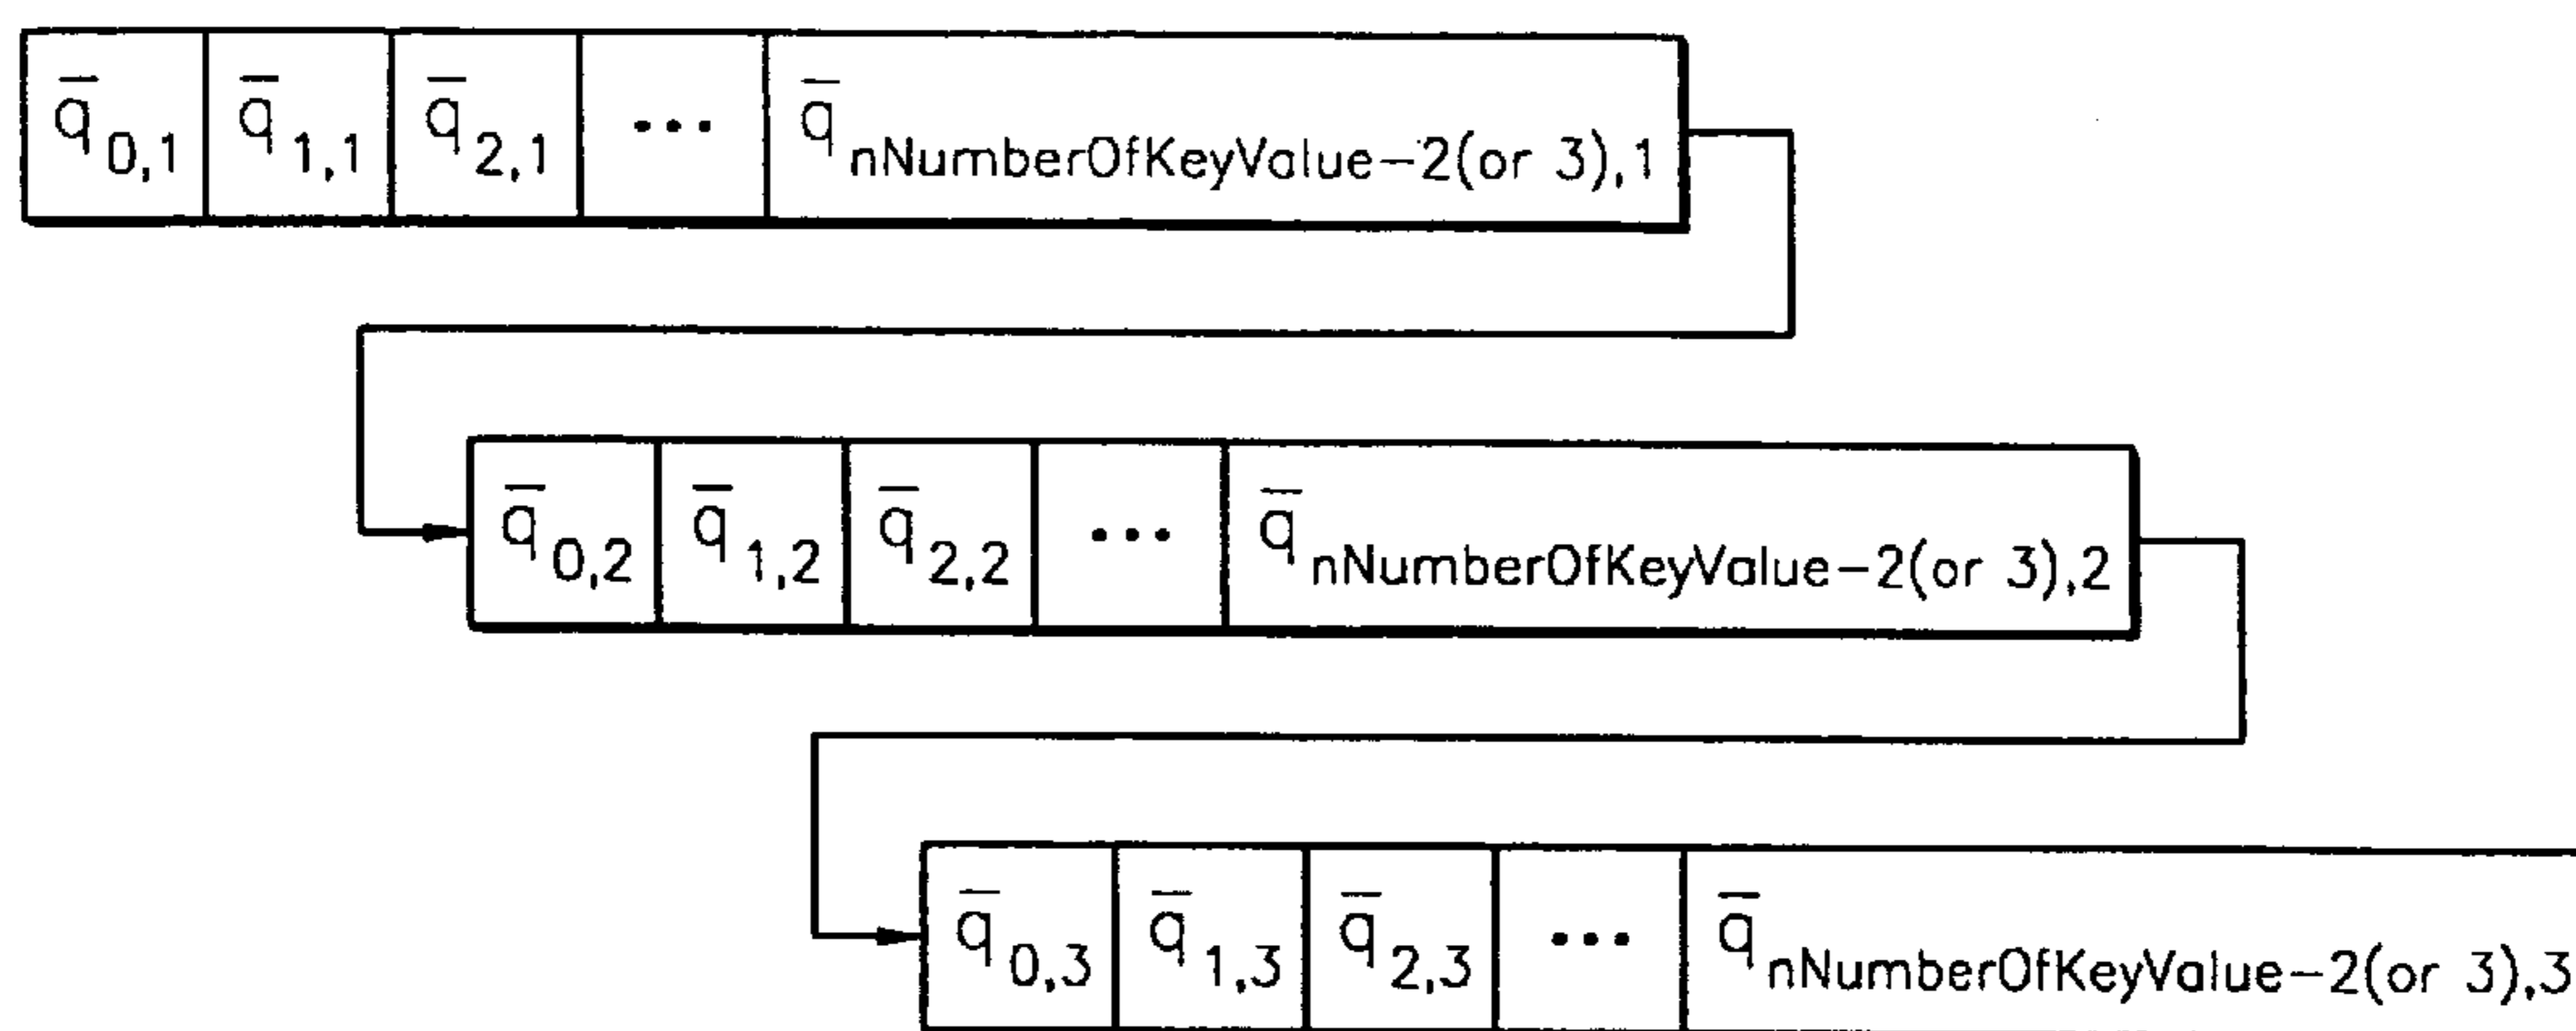 q̄0,1 q̄1,1 q̄2,1 ... q̄nNumberOfKeyValue-2(or 3),1
q̄0,2 q̄1,2 q̄2,2 ... q̄nNumberOfKeyValue-2(or 3),2
q̄0,3 q̄1,3 q̄2,3 ... q̄nNumberOfKeyValue-2(or 3),3